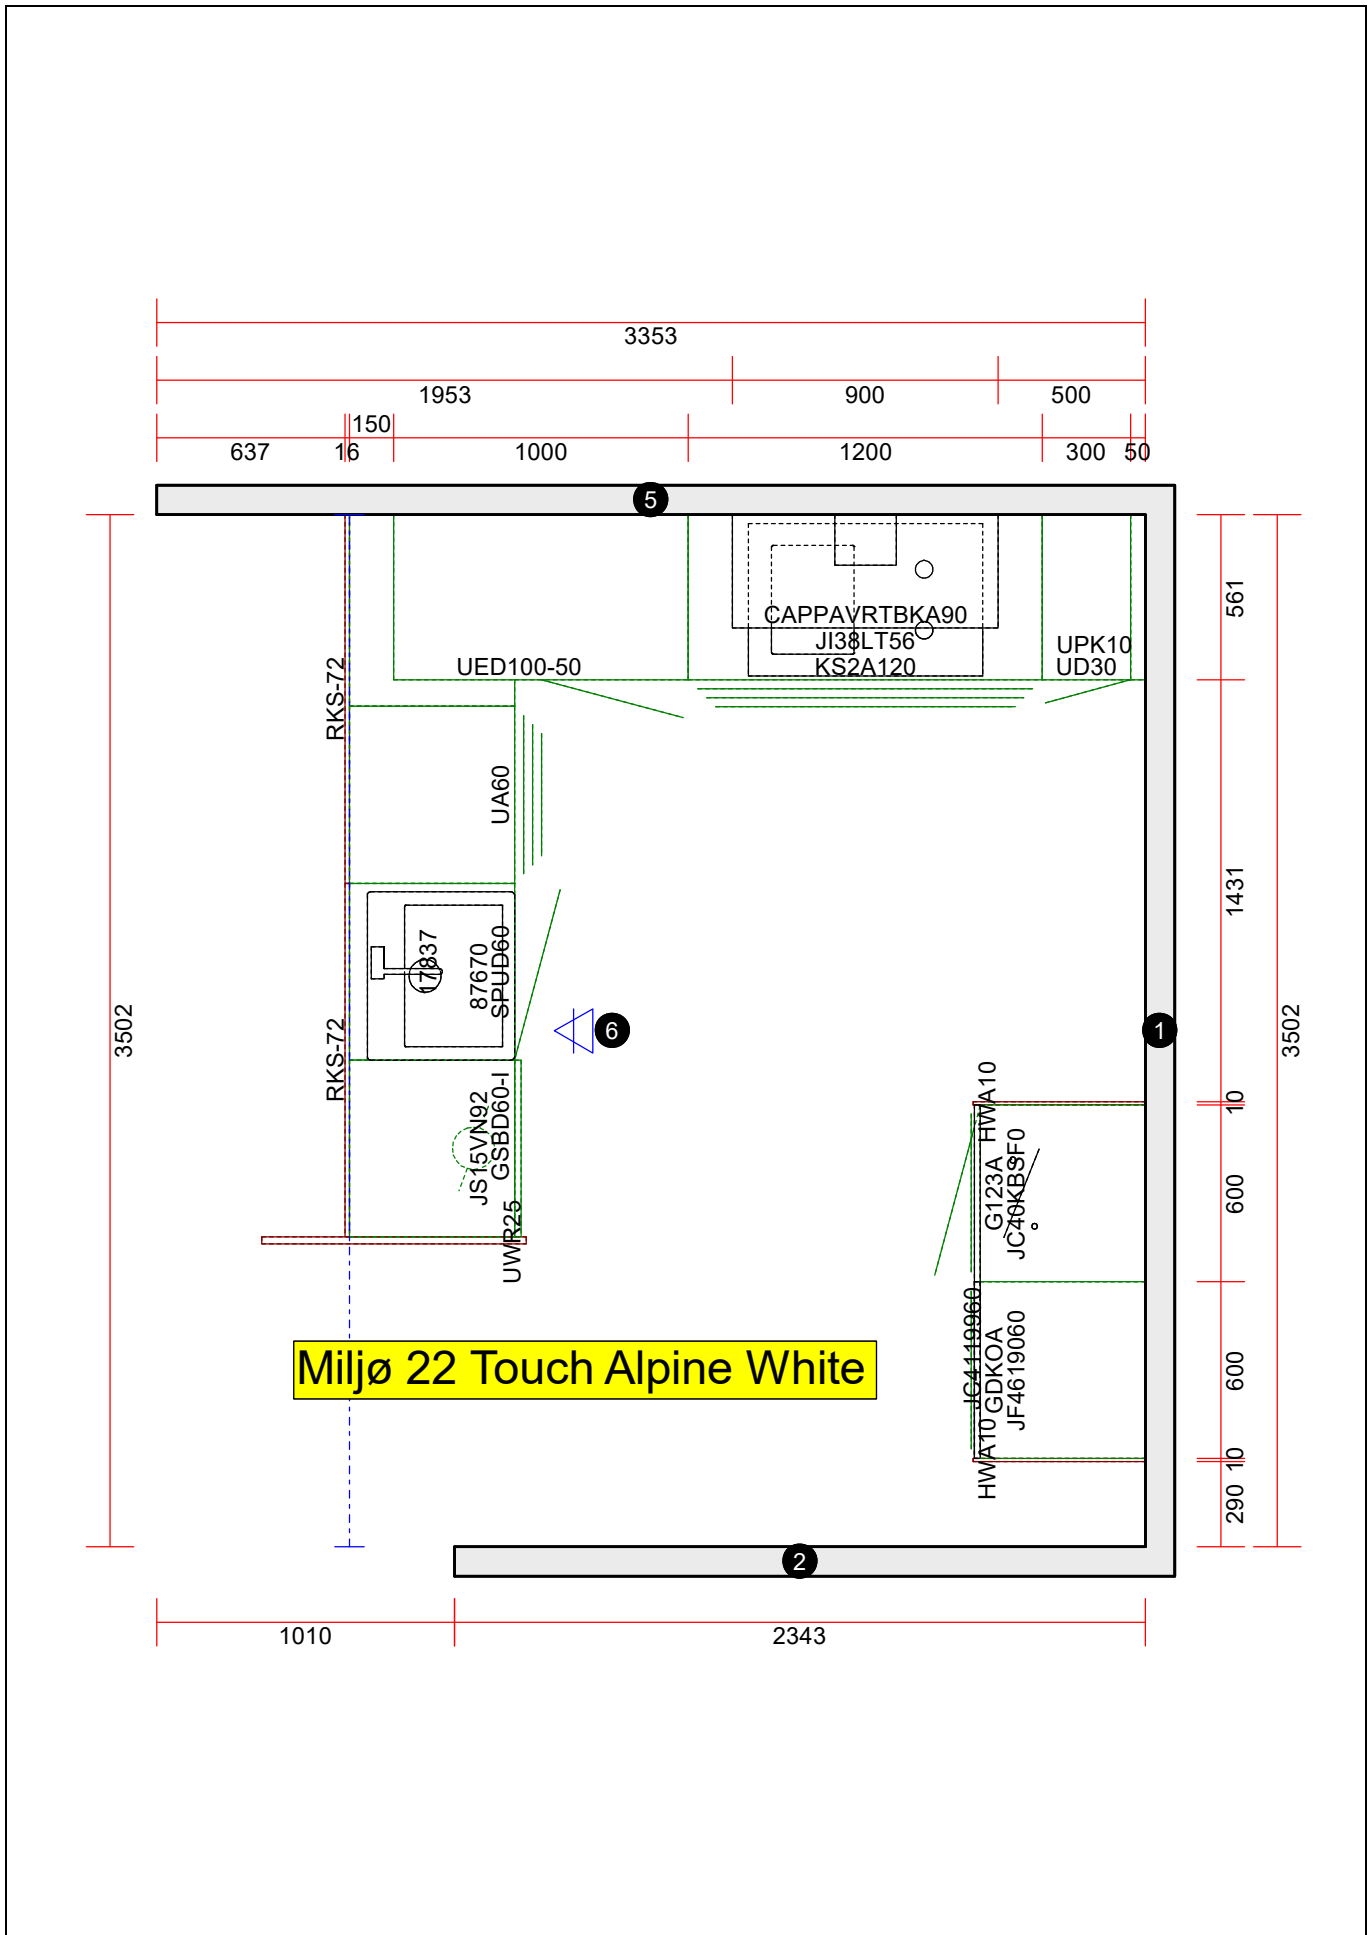 3353
1953 900 500
150
637 16 1000 1200 300 50
5
CAPPAVRTBKA90
JI38LT56
KS2A120
UPK10
UD30
UED100-50
RKS-72
UA60
17837
87670
SPUD60
RKS-72
6
JS15VN92
GSBD60-I
UWR25
3502
561
1431
10
600
600
10
290
3502
1
HWA10
G123A
JC40KBSF0
JC4119960
GDKOA
JF4619060
HWA10
Miljø 22 Touch Alpine White
2
1010 2343